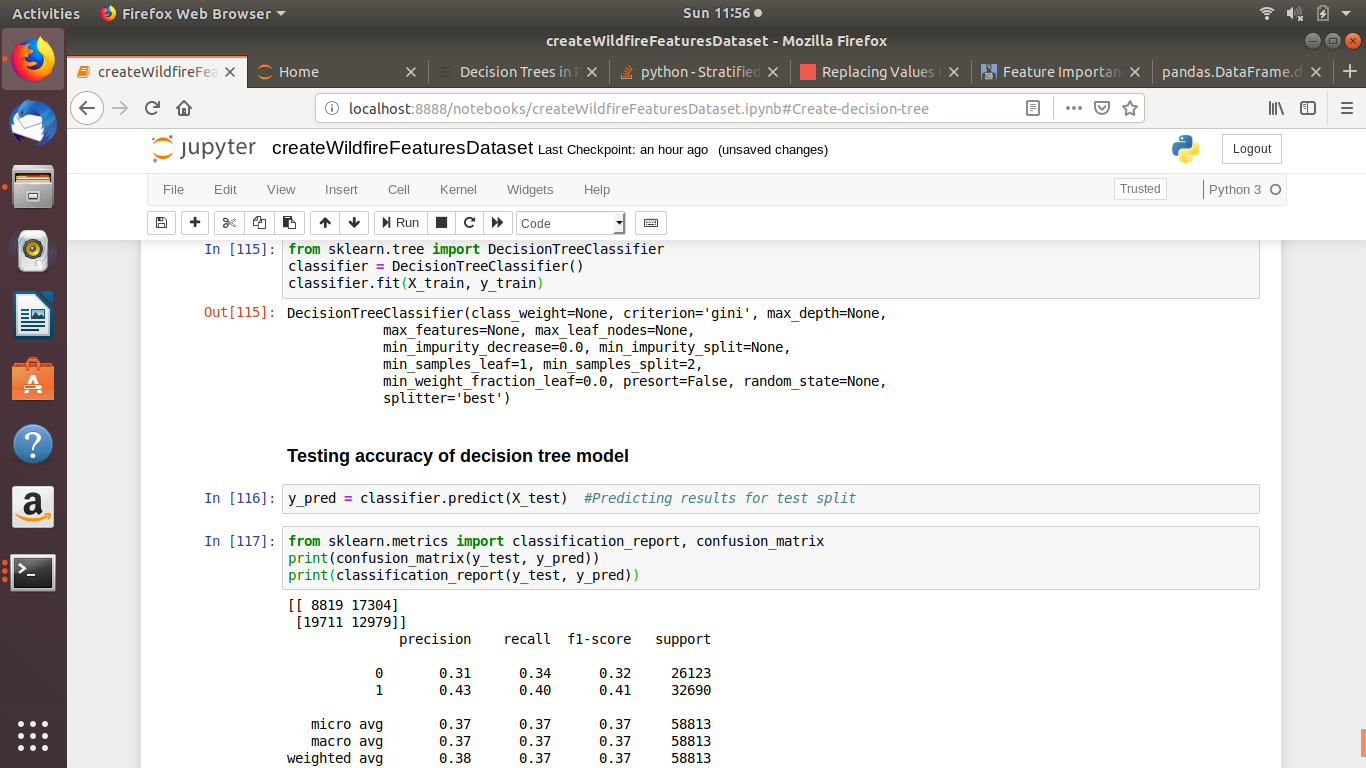 Activities Firefox Web Browser Sun 11:56
createWildfireFeaturesDataset - Mozilla Firefox
createWildfireFea Home Decision Trees in P python - Stratified Replacing Values Feature Importan pandas.DataFrame.d
localhost:8888/notebooks/createWildfireFeaturesDataset.ipynb#Create-decision-tree
jupyter createWildfireFeaturesDataset Last Checkpoint: an hour ago (unsaved changes) Logout
File Edit View Insert Cell Kernel Widgets Help Trusted Python 3
Run Code
In [115]: from sklearn.tree import DecisionTreeClassifier
classifier = DecisionTreeClassifier()
classifier.fit(X_train, y_train)
Out[115]: DecisionTreeClassifier(class_weight=None, criterion='gini', max_depth=None,
max_features=None, max_leaf_nodes=None,
min_impurity_decrease=0.0, min_impurity_split=None,
min_samples_leaf=1, min_samples_split=2,
min_weight_fraction_leaf=0.0, presort=False, random_state=None,
splitter='best')
Testing accuracy of decision tree model
In [116]: y_pred = classifier.predict(X_test) #Predicting results for test split
In [117]: from sklearn.metrics import classification_report, confusion_matrix
print(confusion_matrix(y_test, y_pred))
print(classification_report(y_test, y_pred))
[[ 8819 17304]
[19711 12979]]
precision recall f1-score support
0 0.31 0.34 0.32 26123
1 0.43 0.40 0.41 32690
micro avg 0.37 0.37 0.37 58813
macro avg 0.37 0.37 0.37 58813
weighted avg 0.38 0.37 0.37 58813